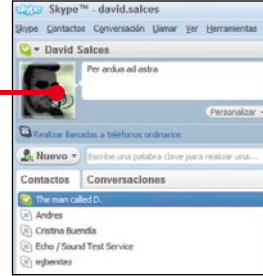 Skype™ - david.salces
Skype Contactos Conversación Llamar Ver Herramientas
David Salces
Per ardua ad astra
Personalizar
Realizar llamadas a teléfonos ordinarios
Nuevo Escribe una palabra clave para realizar una...
Contactos Conversaciones
The man called D.
Andres
Cristina Buendía
Echo / Sound Test Service
mjbenitez